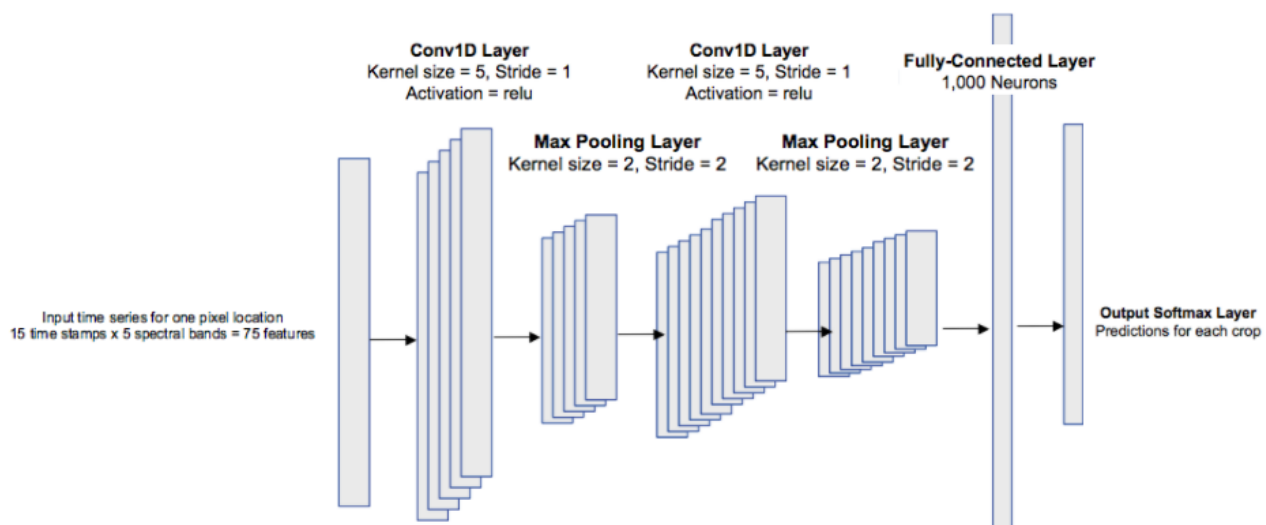 Conv1D Layer
Kernel size = 5, Stride = 1
Activation = relu
Conv1D Layer
Kernel size = 5, Stride = 1
Activation = relu
Fully-Connected Layer
1,000 Neurons
Max Pooling Layer
Kernel size = 2, Stride = 2
Max Pooling Layer
Kernel size = 2, Stride = 2
Input time series for one pixel location
15 time stamps x 5 spectral bands = 75 features
Output Softmax Layer
Predictions for each crop